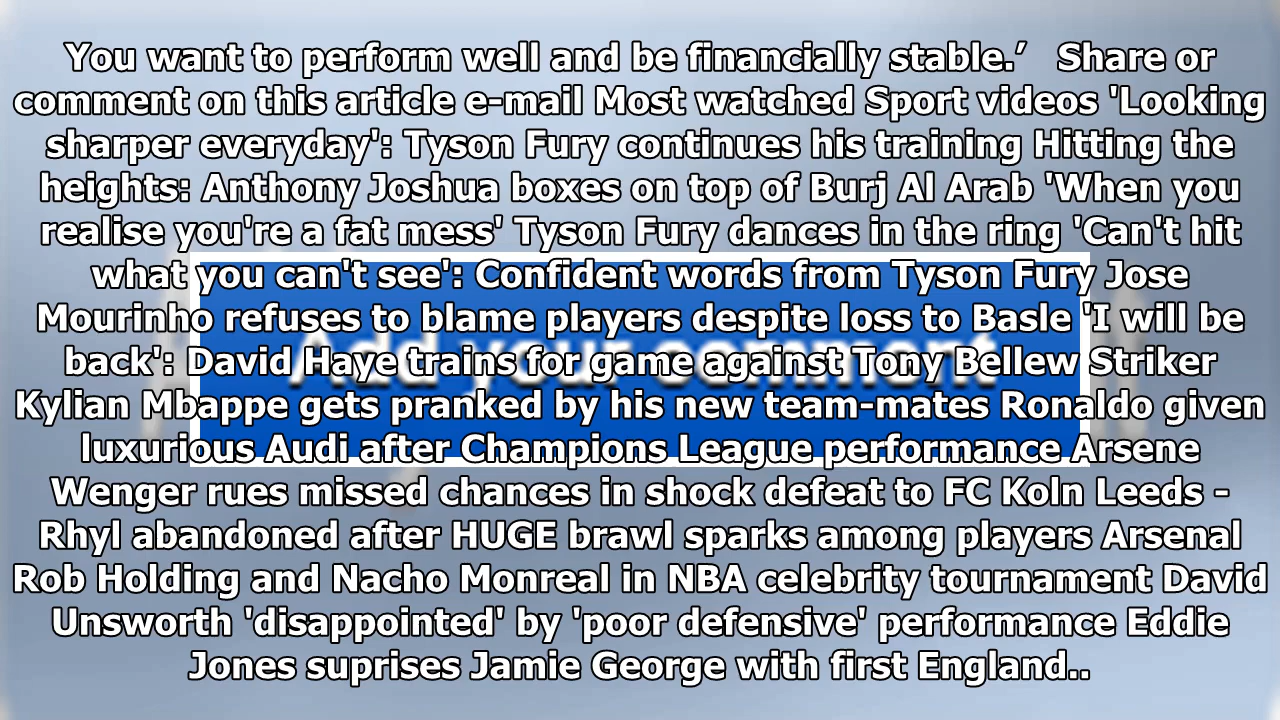 You want to perform well and be financially stable.’   Share or
comment on this article e-mail Most watched Sport videos 'Looking
sharper everyday': Tyson Fury continues his training Hitting the
heights: Anthony Joshua boxes on top of Burj Al Arab 'When you
realise you're a fat mess' Tyson Fury dances in the ring 'Can't hit
what you can't see': Confident words from Tyson Fury Jose
Mourinho refuses to blame players despite loss to Basle 'I will be
back': David Haye trains for game against Tony Bellew Striker
Kylian Mbappe gets pranked by his new team-mates Ronaldo given
luxurious Audi after Champions League performance Arsene
Wenger rues missed chances in shock defeat to FC Koln Leeds -
Rhyl abandoned after HUGE brawl sparks among players Arsenal
Rob Holding and Nacho Monreal in NBA celebrity tournament David
Unsworth 'disappointed' by 'poor defensive' performance Eddie
Jones suprises Jamie George with first England..
Add your comment